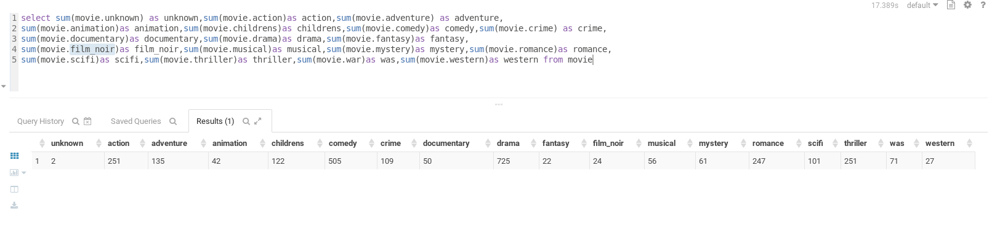 17.389s default ?
1 select sum(movie.unknown) as unknown,sum(movie.action)as action,sum(movie.adventure) as adventure,
2 sum(movie.animation)as animation,sum(movie.childrens)as childrens,sum(movie.comedy)as comedy,sum(movie.crime) as crime,
3 sum(movie.documentary)as documentary,sum(movie.drama)as drama,sum(movie.fantasy)as fantasy,
4 sum(movie.film_noir)as film_noir,sum(movie.musical)as musical,sum(movie.mystery)as mystery,sum(movie.romance)as romance,
5 sum(movie.scifi)as scifi,sum(movie.thriller)as thriller,sum(movie.war)as was,sum(movie.western)as western from movie
Query History Saved Queries Results (1)
unknown action adventure animation childrens comedy crime documentary drama fantasy film_noir musical mystery romance scifi thriller was western
1 2 251 135 42 122 505 109 50 725 22 24 56 61 247 101 251 71 27